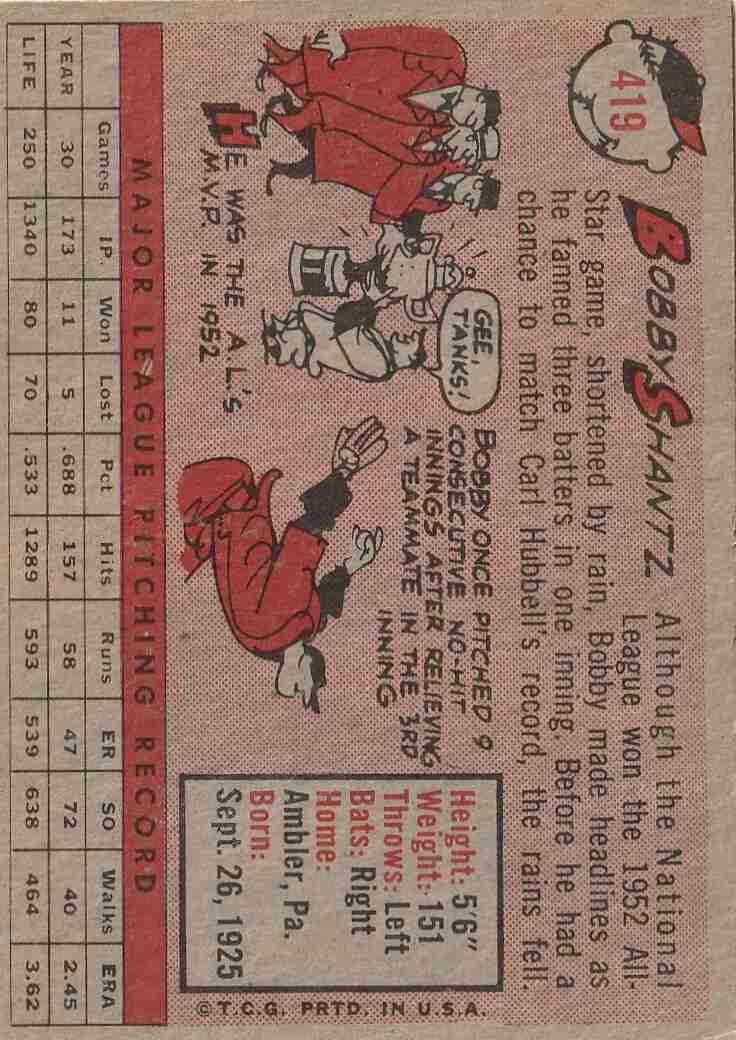 419
BOBBY SHANTZ
Although the National
League won the 1952 All-
Star game, shortened by rain, Bobby made headlines as
he fanned three batters in one inning. Before he had a
chance to match Carl Hubbell's record, the rains fell.
GEE,
TANKS!
HE WAS THE A.L.'S
M.V.P. IN 1952
BOBBY ONCE PITCHED 9
CONSECUTIVE NO-HIT
INNINGS AFTER RELIEVING
A TEAMMATE IN THE 3RD
INNING
Height: 5'6"
Weight: 151
Throws: Left
Bats: Right
Home:
Ambler, Pa.
Born:
Sept. 26, 1925
© T.C.G. PRTD. IN U.S.A.
MAJOR LEAGUE PITCHING RECORD
Games IP. Won Lost Pct Hits Runs ER SO Walks ERA
YEAR 30 173 11 5 .688 157 58 47 72 40 2.45
LIFE 250 1340 80 70 .533 1289 593 539 638 464 3.62